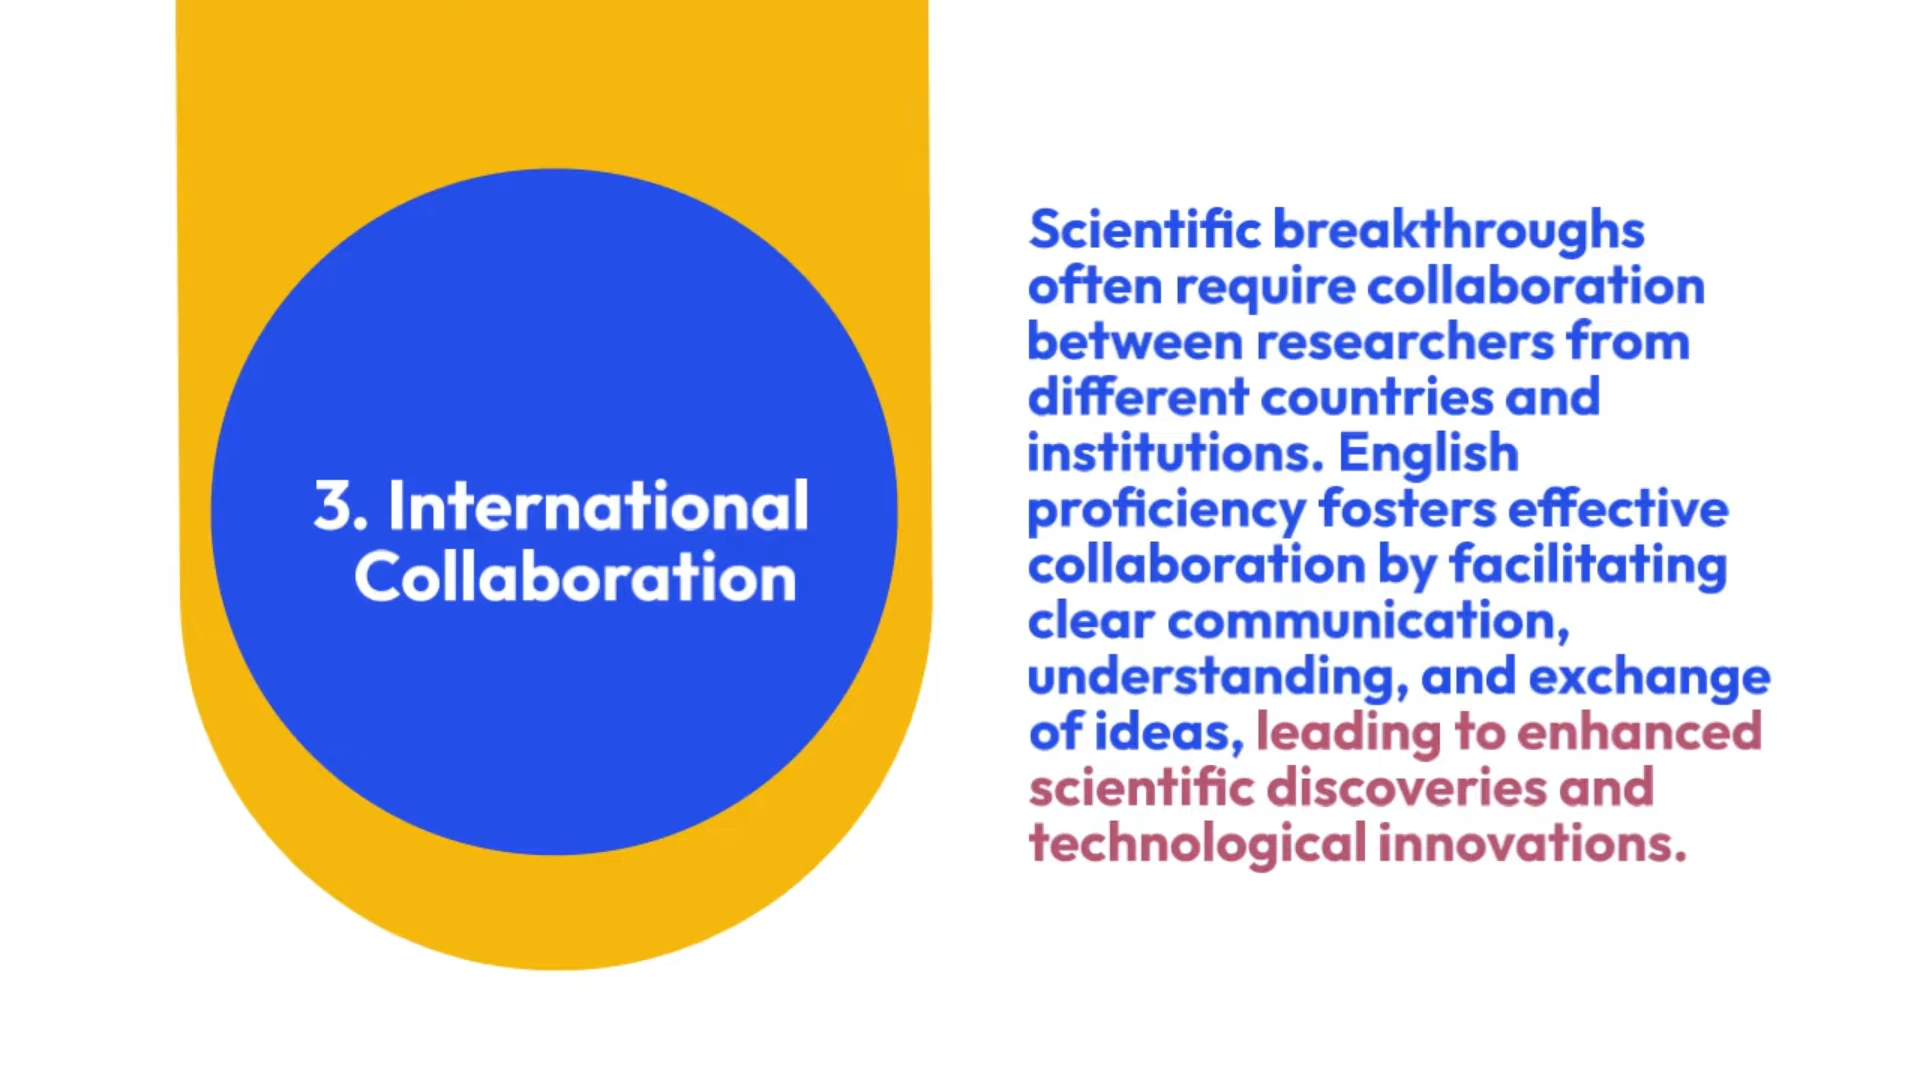 3. International
Collaboration
Scientific breakthroughs
often require collaboration
between researchers from
different countries and
institutions. English
proficiency fosters effective
collaboration by facilitating
clear communication,
understanding, and exchange
of ideas, leading to enhanced
scientific discoveries and
technological innovations.